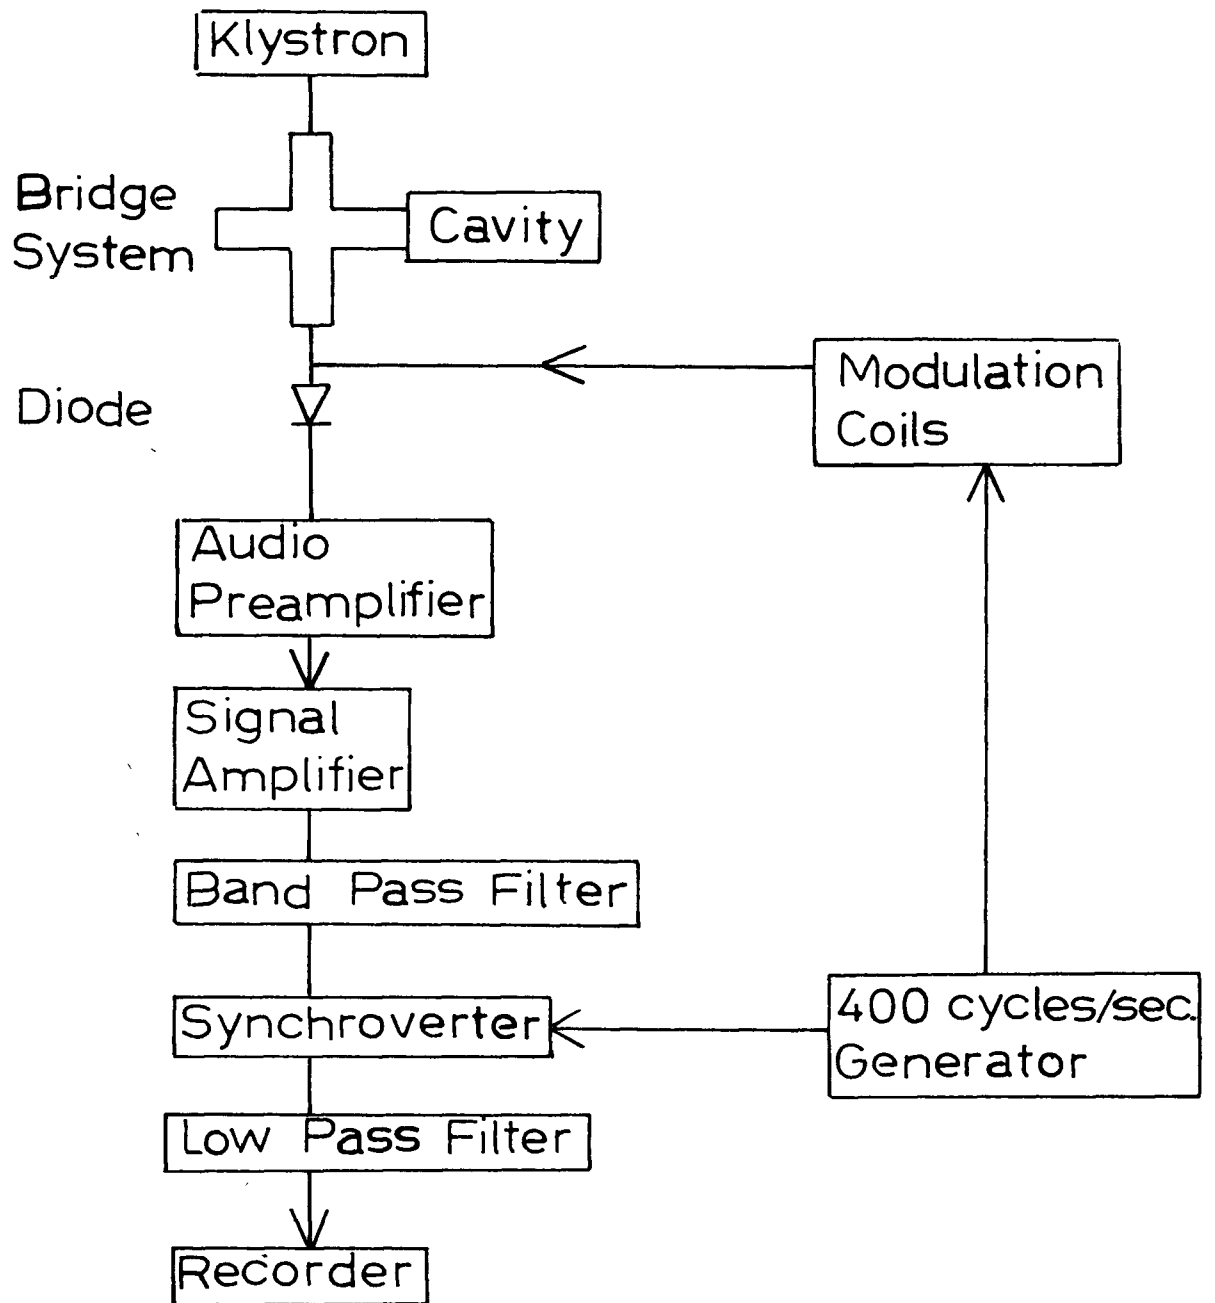 Klystron
Bridge
System
Cavity
Modulation
Coils
Diode
Audio
Preamplifier
Signal
Amplifier
Band Pass Filter
Synchroverter
400 cycles/sec.
Generator
Low Pass Filter
Recorder